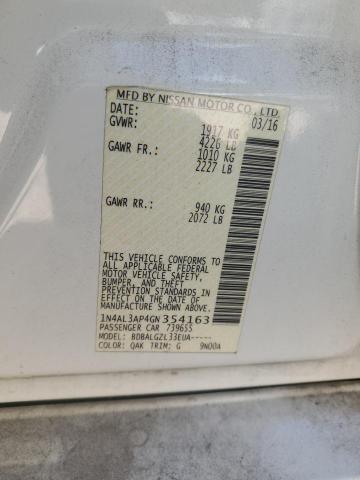 MFD BY NISSAN MOTOR CO., LTD.
DATE: 03/16
GVWR: 1917 KG
4226 LB
GAWR FR.: 1010 KG
2227 LB
GAWR RR.: 940 KG
2072 LB
THIS VEHICLE CONFORMS TO
ALL APPLICABLE FEDERAL
MOTOR VEHICLE SAFETY,
BUMPER, AND THEFT
PREVENTION STANDARDS IN
EFFECT ON THE DATE OF
MANUFACTURE SHOWN ABOVE.
1N4AL3AP4GN354163
PASSENGER CAR 739655
MODEL: BDBALGZL33EUA-----
COLOR: QAK TRIM: G 9N00A